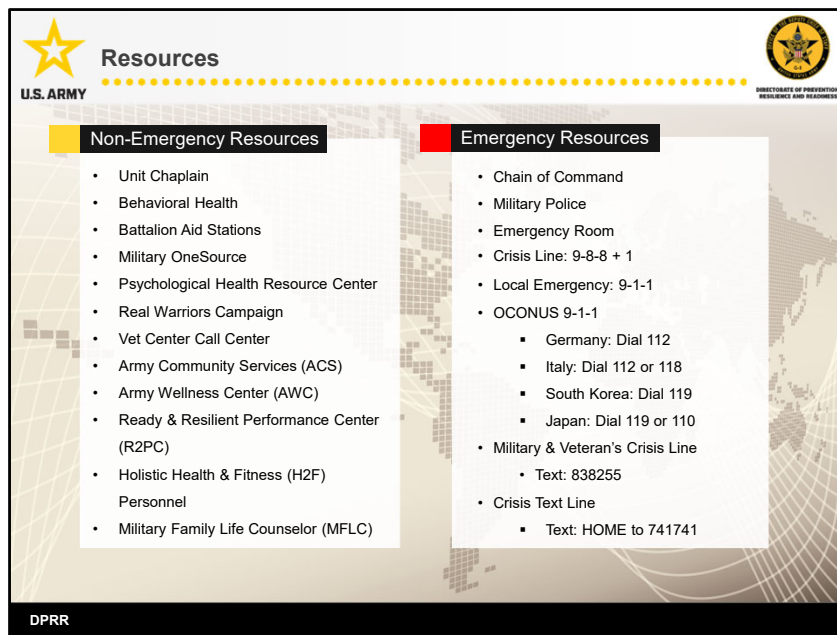 Resources
U.S. ARMY
DIRECTORATE OF PREVENTION
RESILIENCE AND READINESS
Non-Emergency Resources
• Unit Chaplain
• Behavioral Health
• Battalion Aid Stations
• Military OneSource
• Psychological Health Resource Center
• Real Warriors Campaign
• Vet Center Call Center
• Army Community Services (ACS)
• Army Wellness Center (AWC)
• Ready & Resilient Performance Center
(R2PC)
• Holistic Health & Fitness (H2F)
Personnel
• Military Family Life Counselor (MFLC)
Emergency Resources
• Chain of Command
• Military Police
• Emergency Room
• Crisis Line: 9-8-8 + 1
• Local Emergency: 9-1-1
• OCONUS 9-1-1
▪ Germany: Dial 112
▪ Italy: Dial 112 or 118
▪ South Korea: Dial 119
▪ Japan: Dial 119 or 110
• Military & Veteran’s Crisis Line
• Text: 838255
• Crisis Text Line
▪ Text: HOME to 741741
DPRR